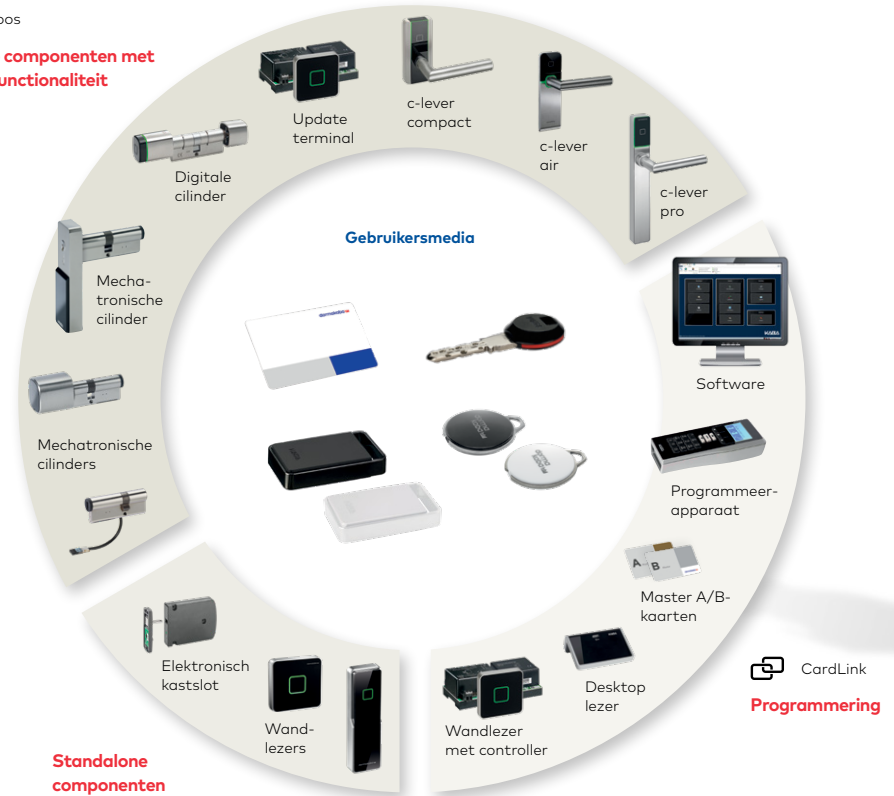 componenten met
c-lever
compact
c-lever
air
c-lever
pro
Update
terminal
Digitale
cilinder
Mecha-
tronische
cilinder
Mechatronische
cilinders
Gebruikersmedia
Software
Programmeer-
apparaat
A
B
Master A/B-
kaarten
CardLink
Programmering
Desktop
lezer
Wandlezer
met controller
Elektronisch
kastslot
Wand-
lezers
Standalone
componenten